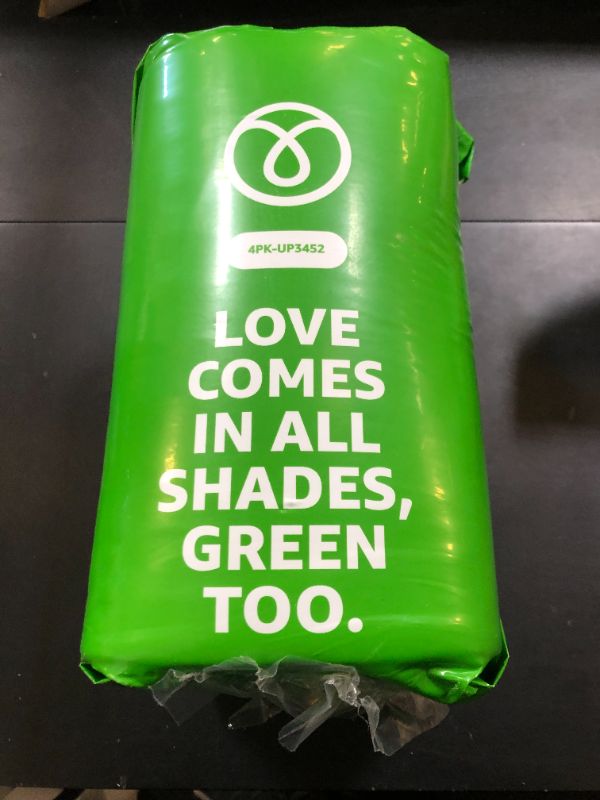 4PK-UP3452
LOVE
COMES
IN ALL
SHADES,
GREEN
TOO.